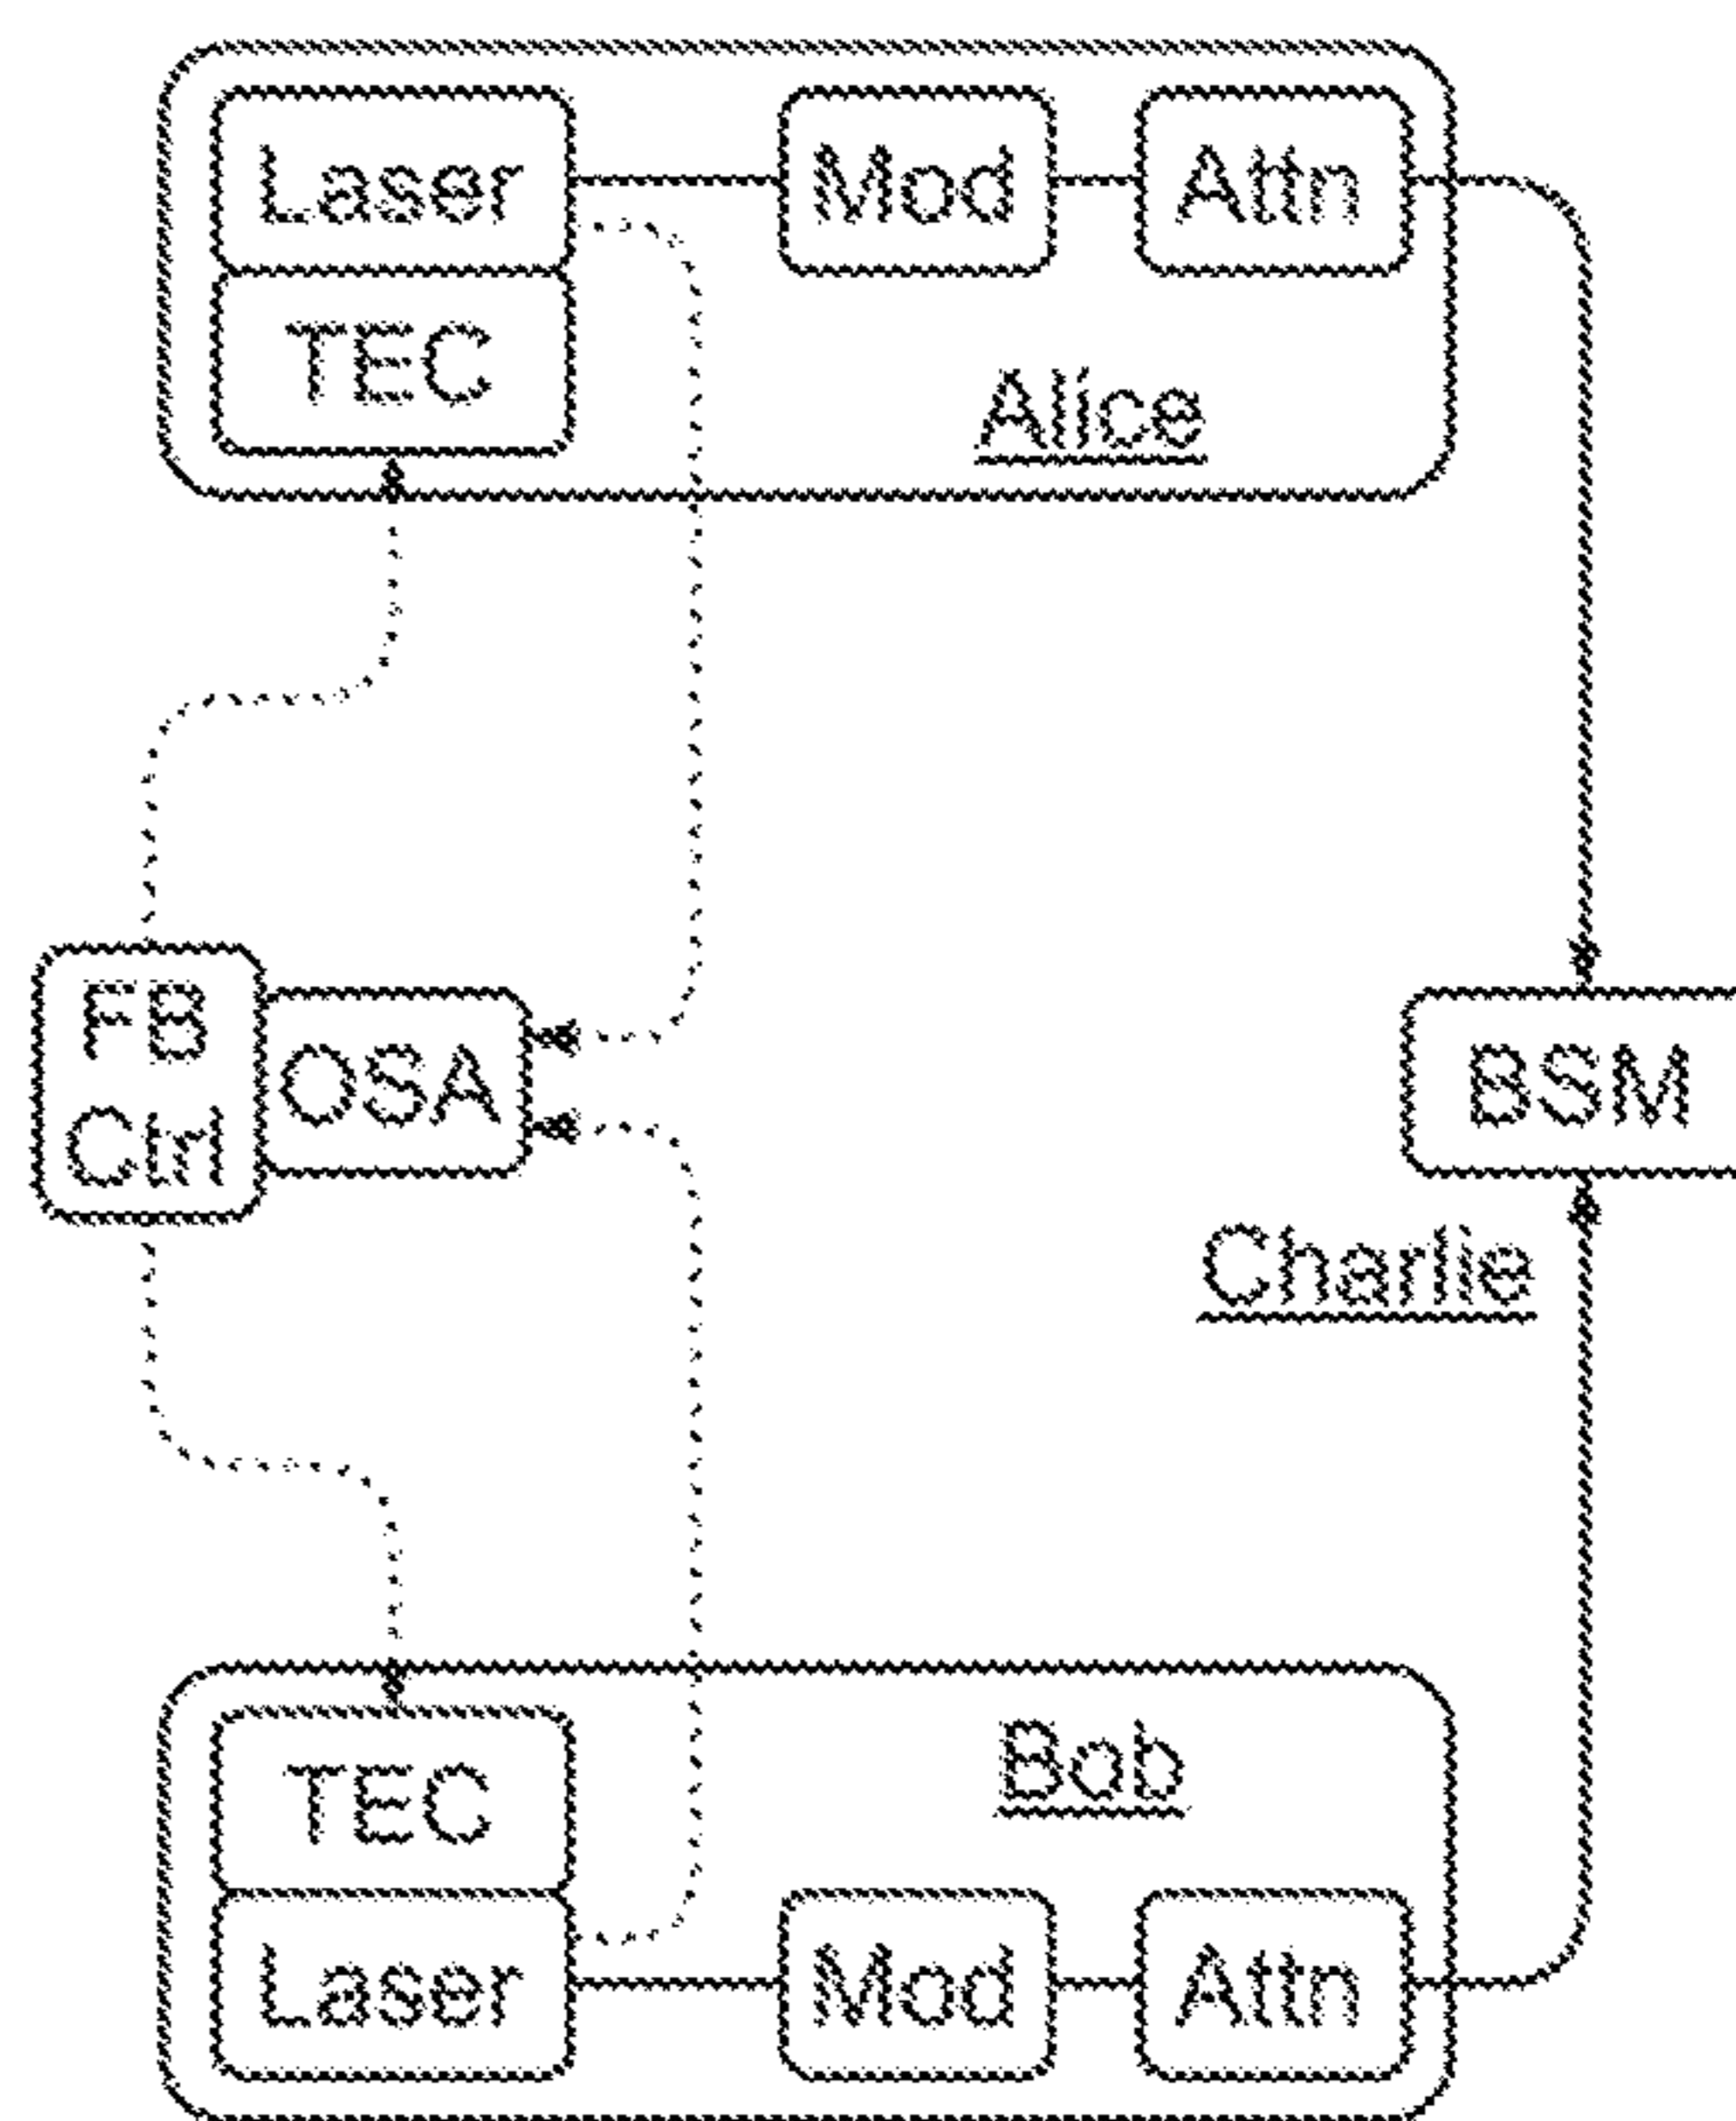 Laser
Mod
Attn
TEC
Alice
FB
Ctrl
OSA
BSM
Charlie
TEC
Bob
Laser
Mod
Attn